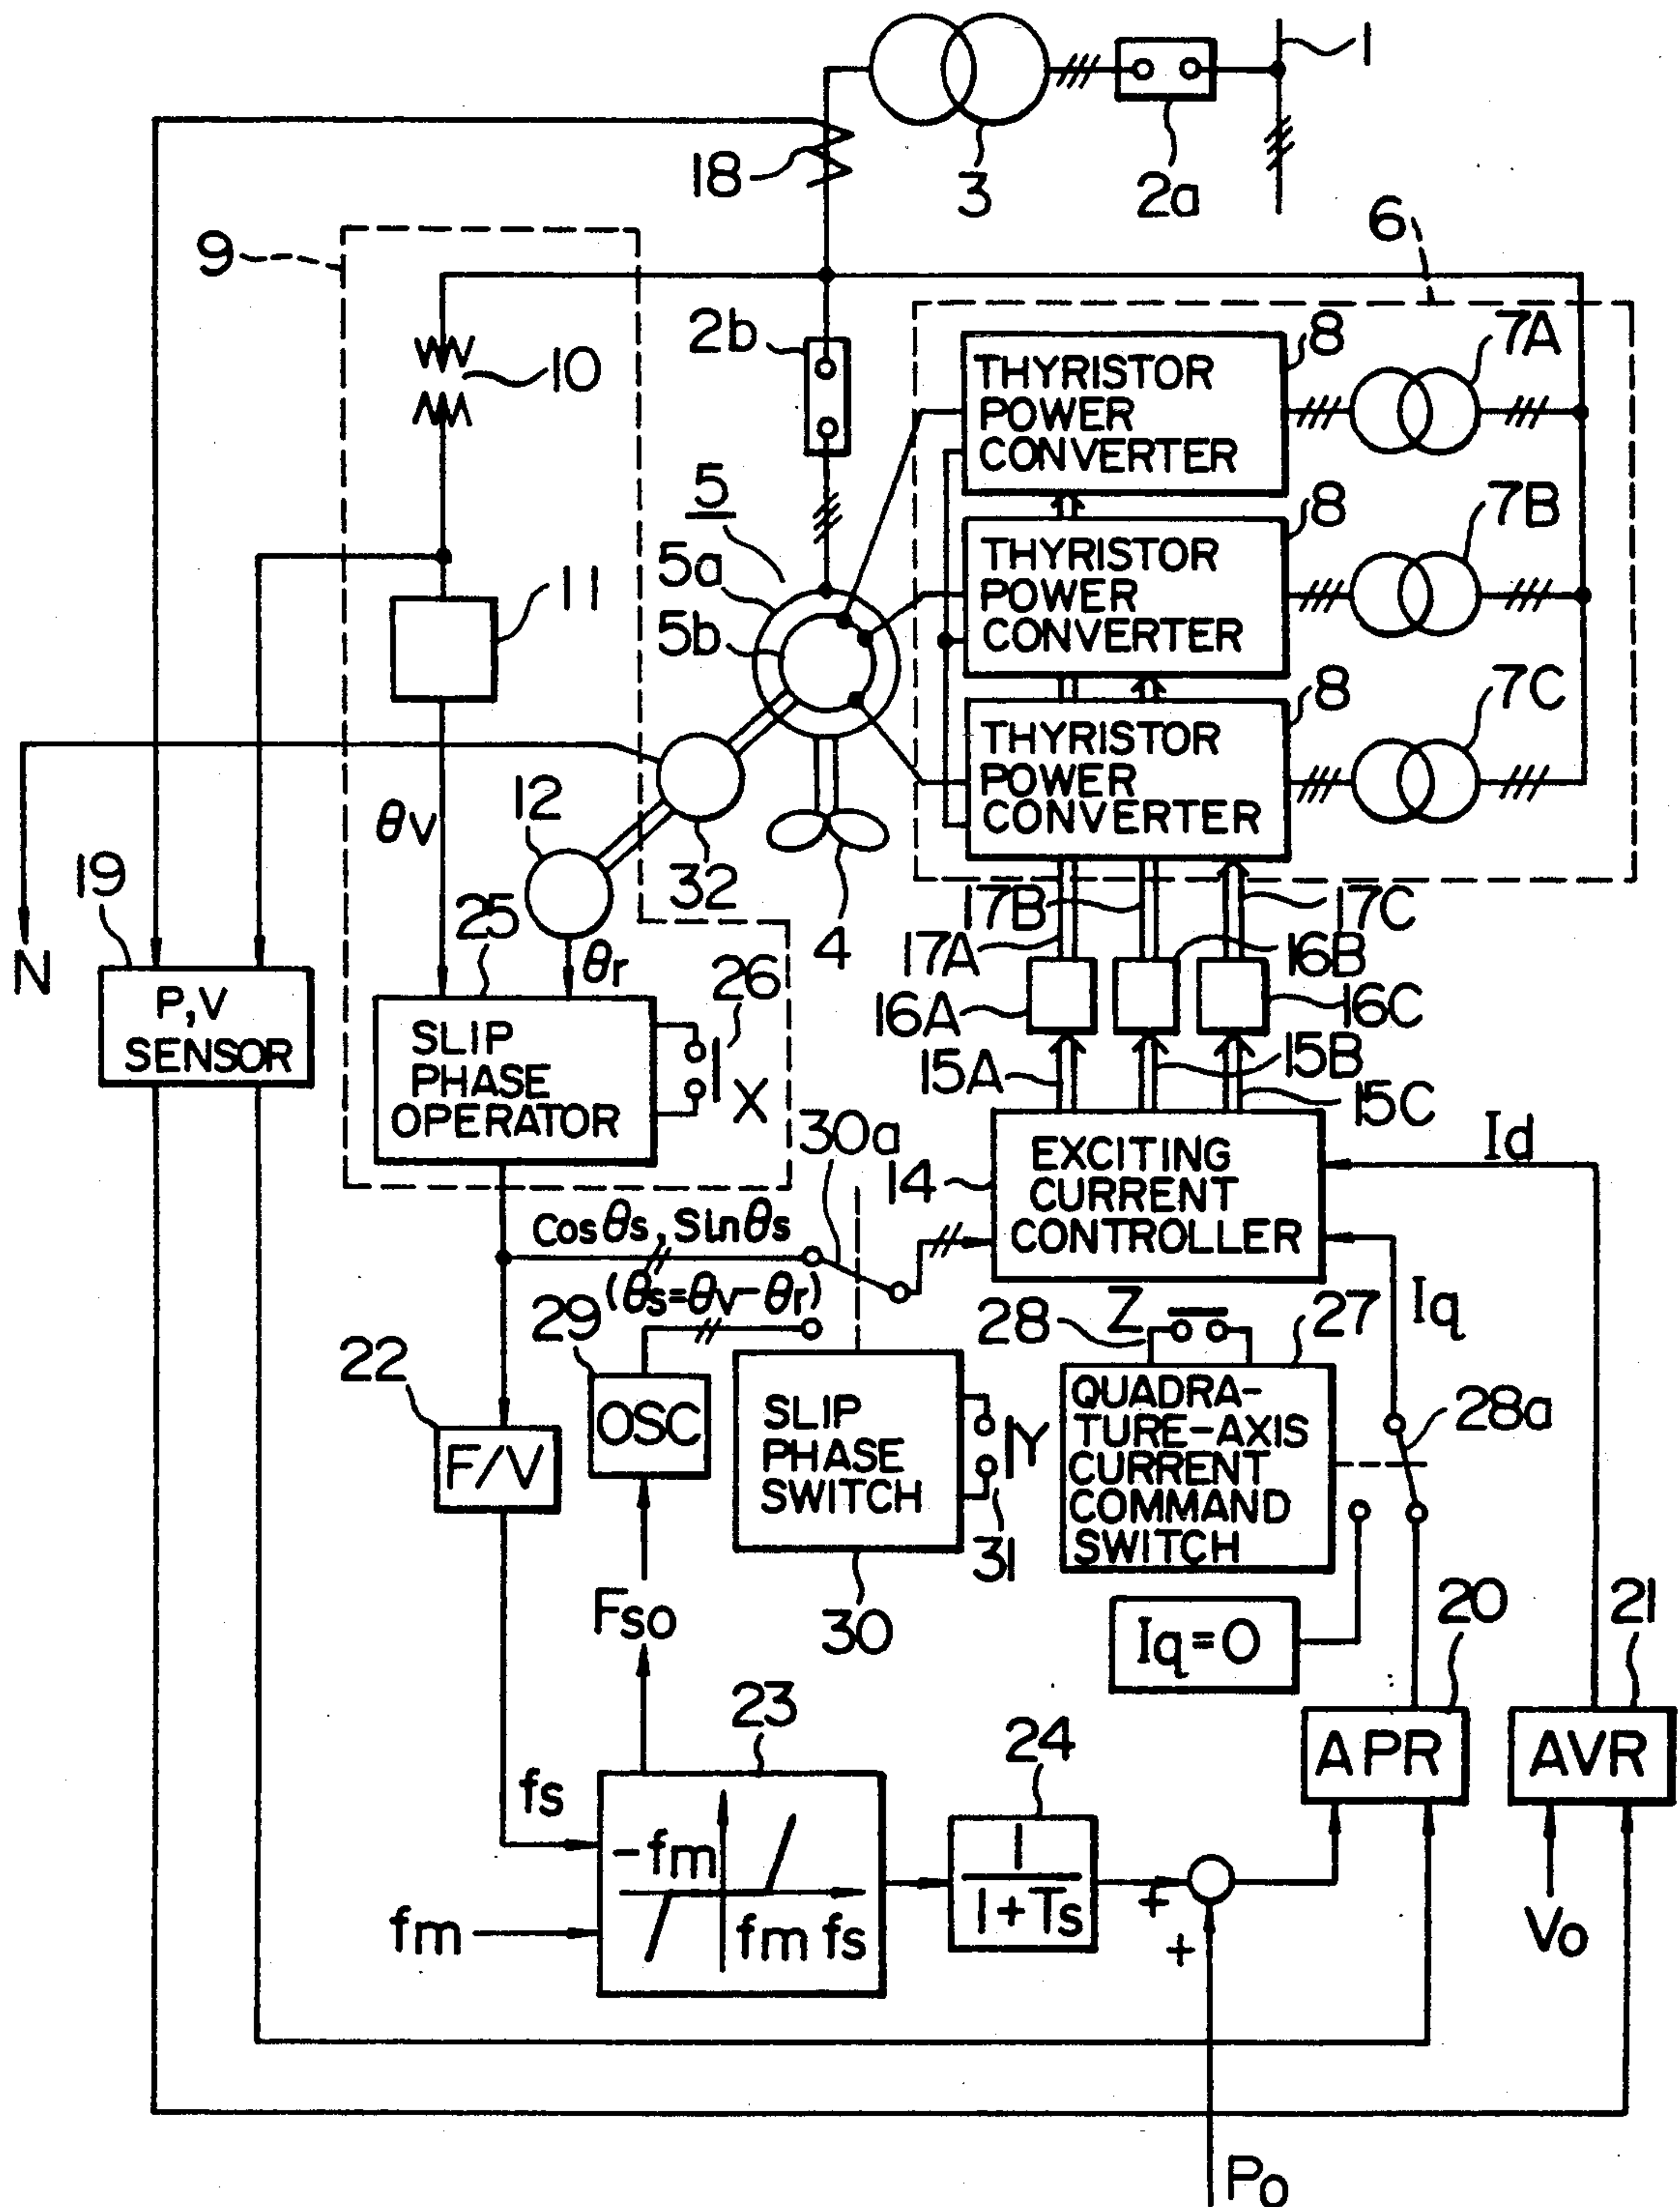 1
18
3
2a
6
9
2b
8
7A
10
THYRISTOR
POWER
CONVERTER
8
7B
5
THYRISTOR
POWER
CONVERTER
5a
11
5b
8
7C
THYRISTOR
POWER
CONVERTER
12
θv
19
32
17B
17C
25
4
17A
16B
N
θr
26
16A
16C
P,V
SENSOR
SLIP
PHASE
OPERATOR
X
15A
15B
15C
30a
Id
14
EXCITING
CURRENT
CONTROLLER
Cosθs, Sinθs
(θs=θv-θr)
29
Z
28
27
Iq
22
OSC
SLIP
PHASE
SWITCH
Y
QUADRA-
TURE-AXIS
CURRENT
COMMAND
SWITCH
28a
F/V
31
Fso
30
Iq=0
20
21
23
24
APR
AVR
fs
-fm
1
1+Ts
fm
fm fs
+
+
Vo
Po